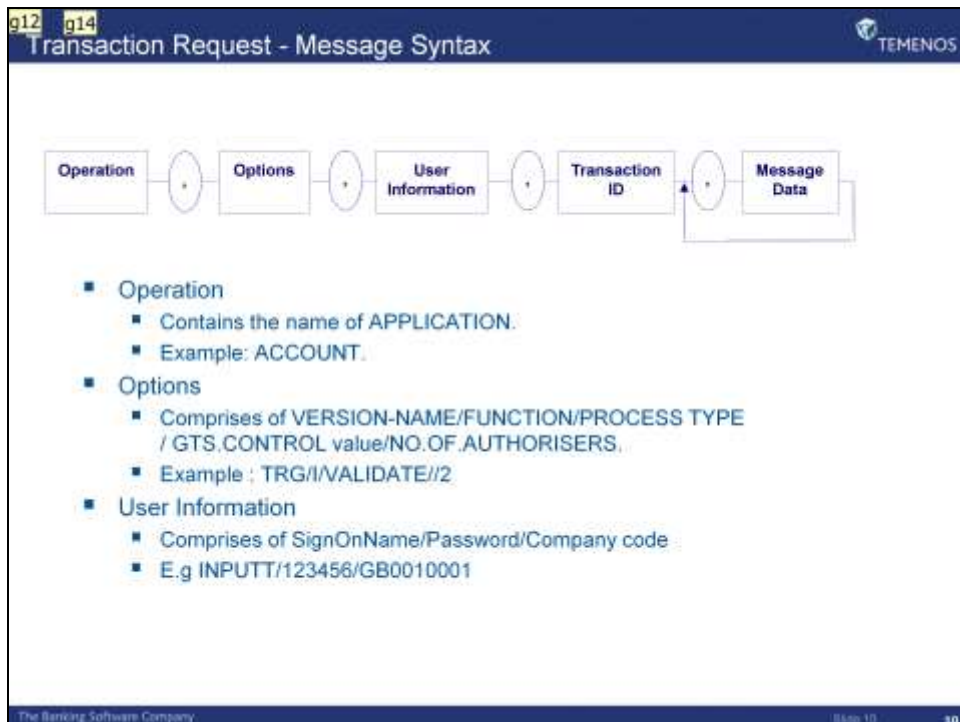 g12 g14
Transaction Request - Message Syntax
TEMENOS
Operation , Options , User Information , Transaction ID , Message Data
Operation
Contains the name of APPLICATION.
Example: ACCOUNT.
Options
Comprises of VERSION-NAME/FUNCTION/PROCESS TYPE
/ GTS.CONTROL value/NO.OF.AUTHORISERS.
Example : TRG/I/VALIDATE//2
User Information
Comprises of SignOnName/Password/Company code
E.g INPUTT/123456/GB0010001
The Banking Software Company
Slide 10